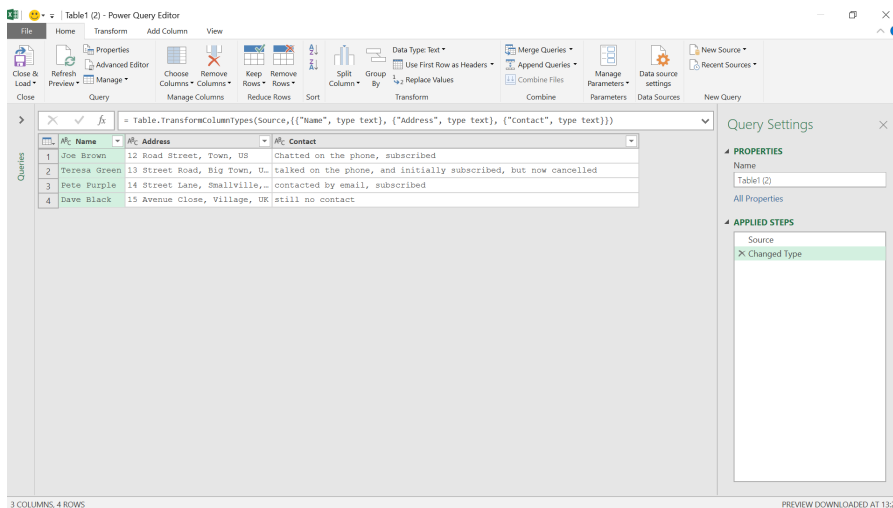 Table1 (2) - Power Query Editor
File Home Transform Add Column View
Close & Load
Refresh Preview
Properties
Advanced Editor
Manage
Choose Columns
Remove Columns
Keep Rows
Remove Rows
Split Column
Group By
Data Type: Text
Use First Row as Headers
1 2 Replace Values
Merge Queries
Append Queries
Combine Files
Manage Parameters
Data source settings
New Source
Recent Sources
Close Query Manage Columns Reduce Rows Sort Transform Combine Parameters Data Sources New Query
fx = Table.TransformColumnTypes(Source,{{"Name", type text}, {"Address", type text}, {"Contact", type text}})
Queries
ABC Name ABC Address ABC Contact
1 Joe Brown 12 Road Street, Town, US Chatted on the phone, subscribed
2 Teresa Green 13 Street Road, Big Town, U… talked on the phone, and initially subscribed, but now cancelled
3 Pete Purple 14 Street Lane, Smallville,… contacted by email, subscribed
4 Dave Black 15 Avenue Close, Village, UK still no contact
Query Settings
PROPERTIES
Name
Table1 (2)
All Properties
APPLIED STEPS
Source
Changed Type
3 COLUMNS, 4 ROWS
PREVIEW DOWNLOADED AT 13: